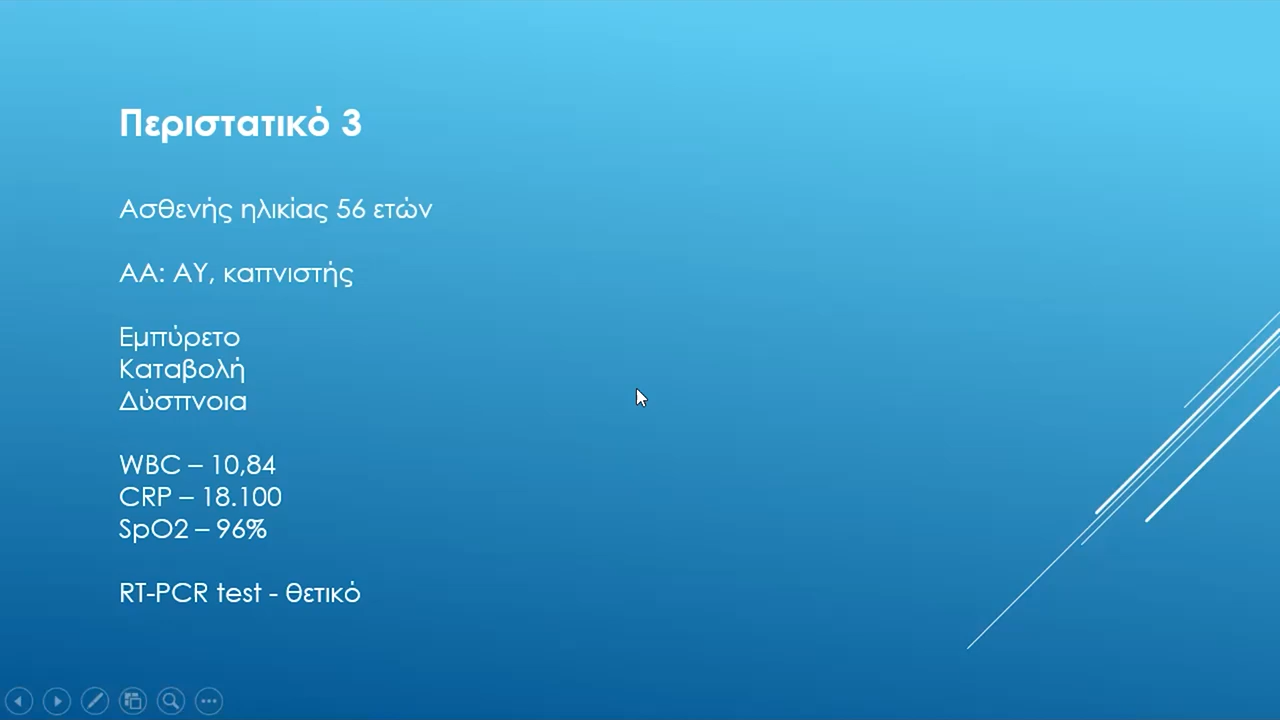 Περιστατικό 3
Ασθενής ηλικίας 56 ετών
ΑΑ: ΑΥ, καπνιστής
Εμπύρετο
Καταβολή
Δύσπνοια
WBC – 10,84
CRP – 18.100
SpO2 – 96%
RT-PCR test - θετικό